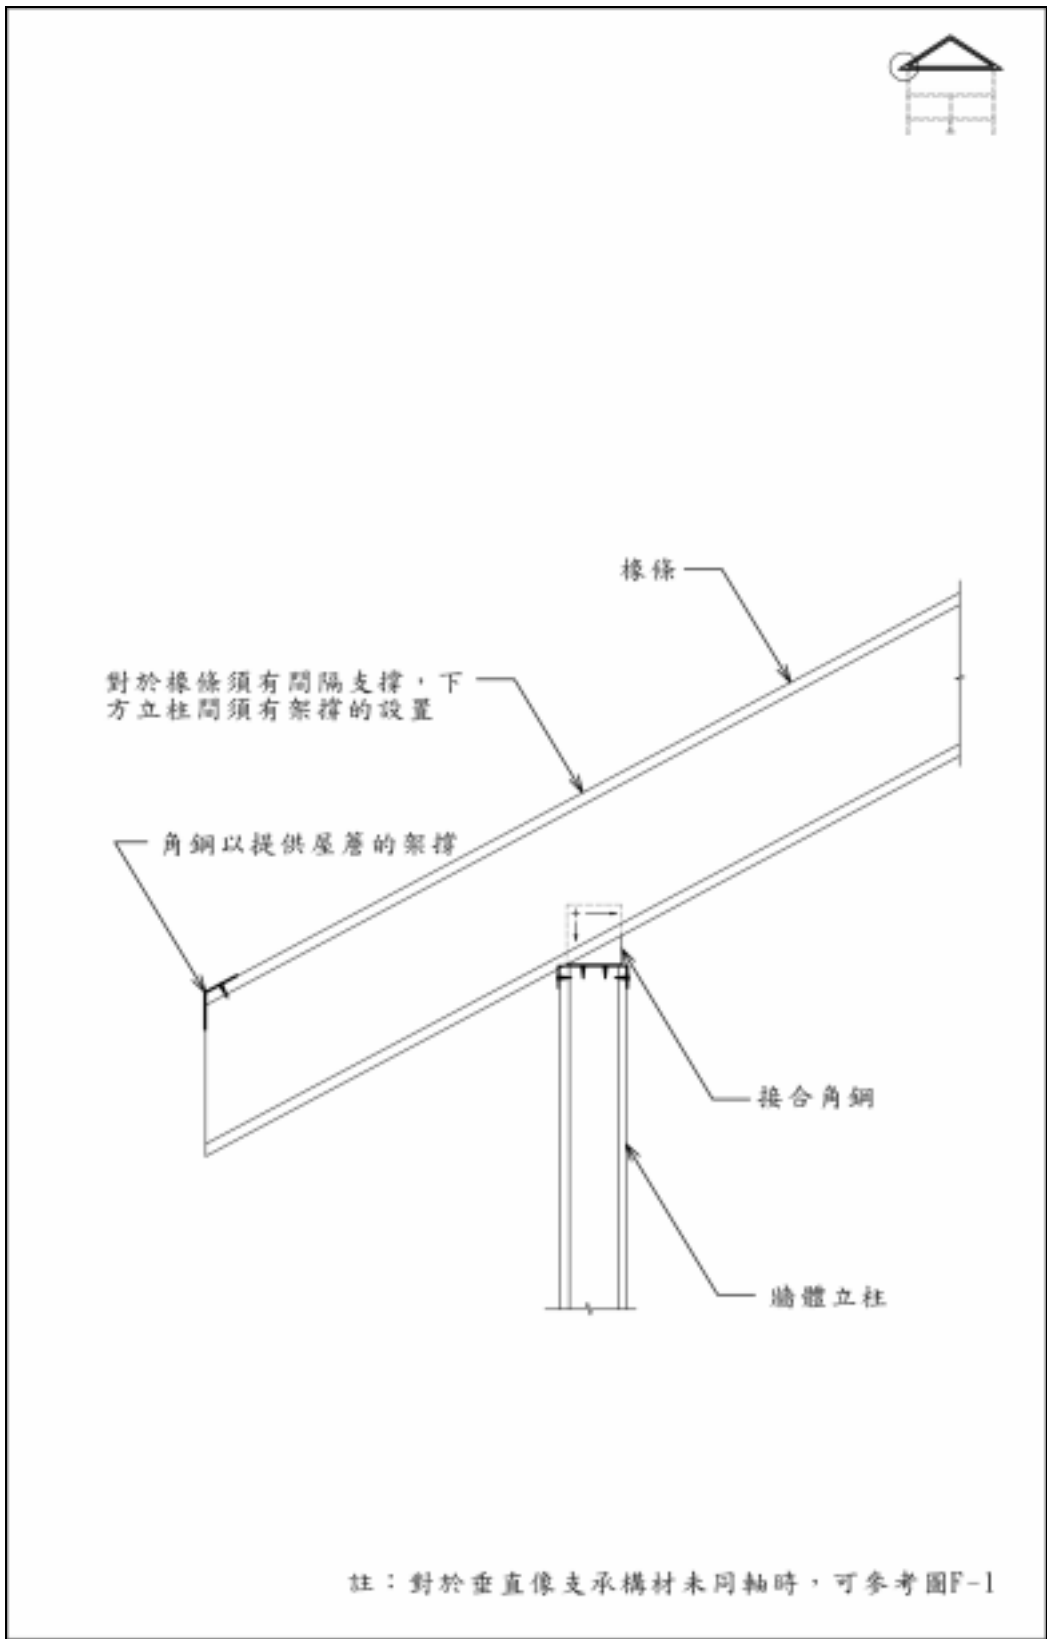 椽條
對於椽條須有間隔支撐，下
方立柱間須有架撐的設置
角鋼以提供屋簷的架撐
接合角鋼
牆體立柱
註：對於垂直像支承構材未同軸時，可參考圖F-1